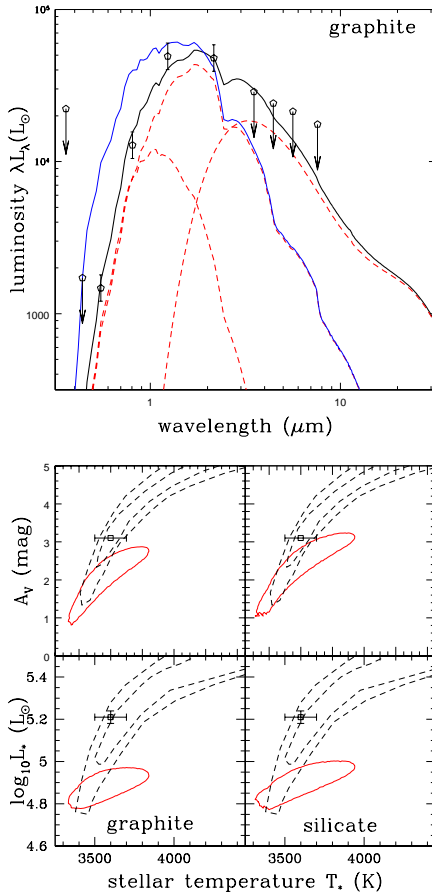 graphite
10⁵
10⁴
1000
luminosity λL_λ(L_⊙)
1 10
wavelength (μm)
5
4
3
2
1
0
A_V (mag)
5.4
5.2
5
4.8
4.6
log₁₀L_* (L_⊙)
graphite
silicate
3500 4000 3500 4000
stellar temperature T_* (K)